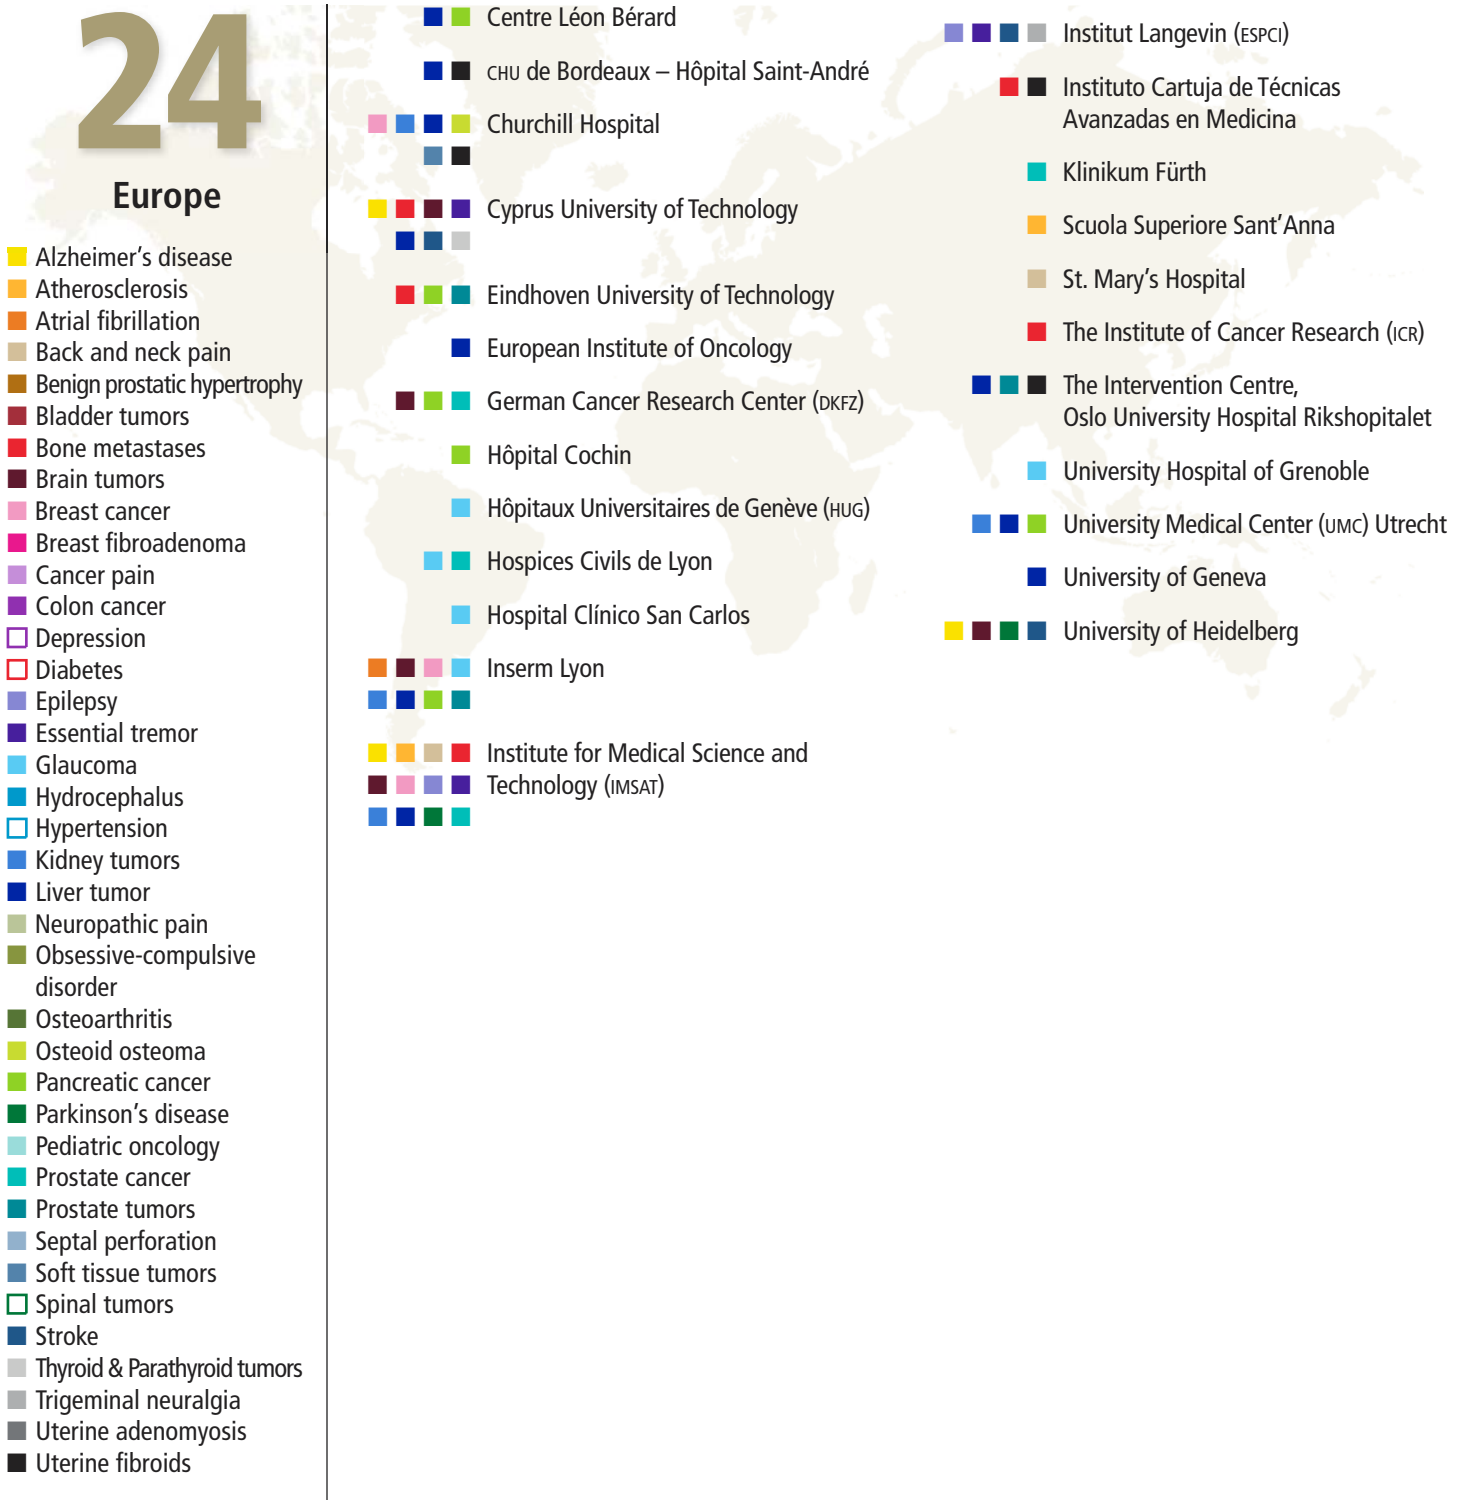 24
Europe
Alzheimer's disease
Atherosclerosis
Atrial fibrillation
Back and neck pain
Benign prostatic hypertrophy
Bladder tumors
Bone metastases
Brain tumors
Breast cancer
Breast fibroadenoma
Cancer pain
Colon cancer
Depression
Diabetes
Epilepsy
Essential tremor
Glaucoma
Hydrocephalus
Hypertension
Kidney tumors
Liver tumor
Neuropathic pain
Obsessive-compulsive
disorder
Osteoarthritis
Osteoid osteoma
Pancreatic cancer
Parkinson's disease
Pediatric oncology
Prostate cancer
Prostate tumors
Septal perforation
Soft tissue tumors
Spinal tumors
Stroke
Thyroid & Parathyroid tumors
Trigeminal neuralgia
Uterine adenomyosis
Uterine fibroids
Centre Léon Bérard
CHU de Bordeaux – Hôpital Saint-André
Churchill Hospital
Cyprus University of Technology
Eindhoven University of Technology
European Institute of Oncology
German Cancer Research Center (DKFZ)
Hôpital Cochin
Hôpitaux Universitaires de Genève (HUG)
Hospices Civils de Lyon
Hospital Clínico San Carlos
Inserm Lyon
Institute for Medical Science and
Technology (IMSAT)
Institut Langevin (ESPCI)
Instituto Cartuja de Técnicas
Avanzadas en Medicina
Klinikum Fürth
Scuola Superiore Sant'Anna
St. Mary's Hospital
The Institute of Cancer Research (ICR)
The Intervention Centre,
Oslo University Hospital Rikshopitalet
University Hospital of Grenoble
University Medical Center (UMC) Utrecht
University of Geneva
University of Heidelberg